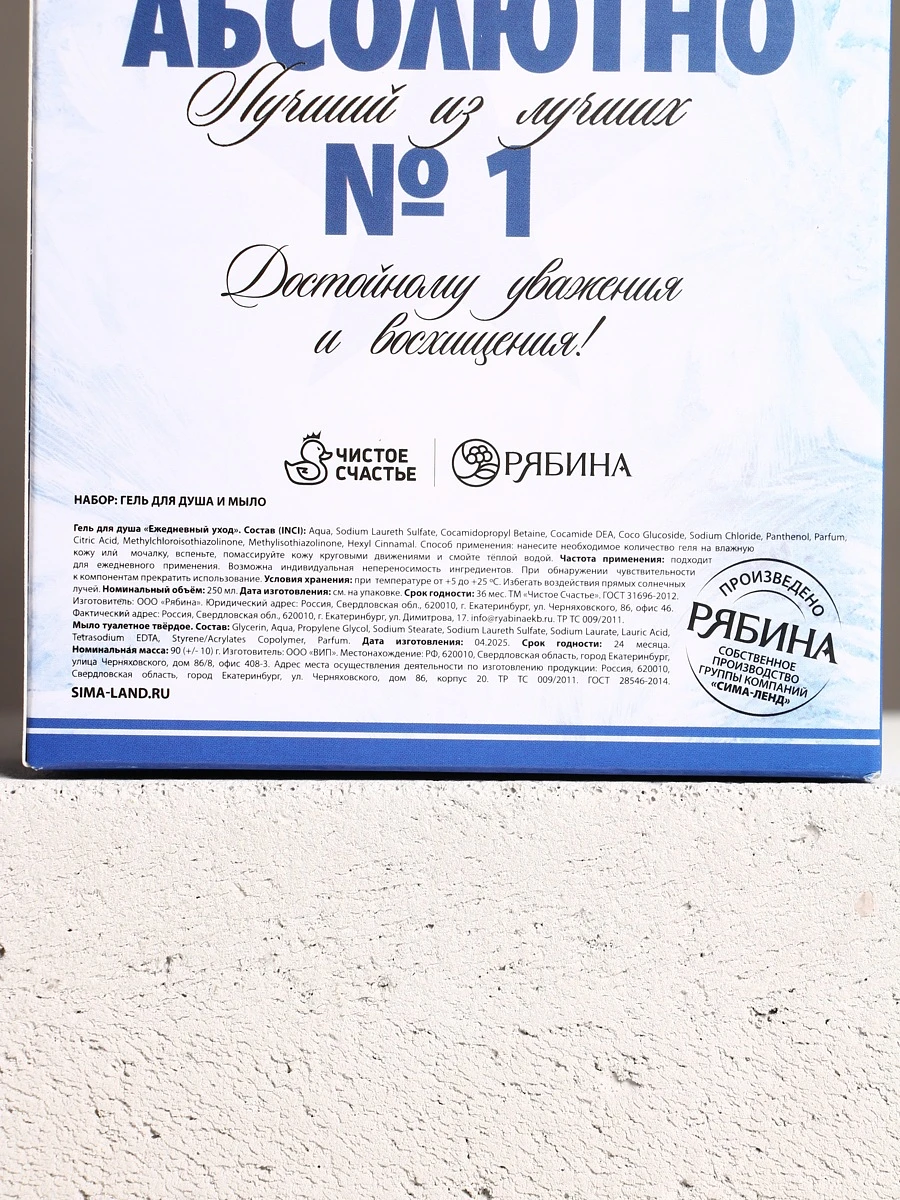 АБСОЛЮТНО
Лучший из лучших
№ 1
Достойному уважения
и восхищения!
ЧИСТОЕ
СЧАСТЬЕ
РЯБИНА
НАБОР: ГЕЛЬ ДЛЯ ДУША И МЫЛО
Гель для душа «Ежедневный уход». Состав (INCI): Aqua, Sodium Laureth Sulfate, Cocamidopropyl Betaine, Cocamide DEA, Coco Glucoside, Sodium Chloride, Panthenol, Parfum,
Citric Acid, Methylchloroisothiazolinone, Methylisothiazolinone, Hexyl Cinnamal. Способ применения: нанесите необходимое количество геля на влажную
кожу илй мочалку, вспеньте, помассируйте кожу круговыми движениями и смойте тёплой водой. Частота применения: подходит
для ежедневного применения. Возможна индивидуальная непереносимость ингредиентов. При обнаружении чувствительности
к компонентам прекратить использование. Условия хранения: при температуре от +5 до +25 °С. Избегать воздействия прямых солнечных
лучей. Номинальный объём: 250 мл. Дата изготовления: см. на упаковке. Срок годности: 36 мес. ТМ «Чистое Счастье». ГОСТ 31696-2012.
Изготовитель: ООО «Рябина». Юридический адрес: Россия, Свердловская обл., 620010, г. Екатеринбург, ул. Черняховского, 86, офис 46.
Фактический адрес: Россия, Свердловская обл., 620010, г. Екатеринбург, ул. Димитрова, 17. info@ryabinaekb.ru. ТР ТС 009/2011.
Мыло туалетное твёрдое. Состав: Glycerin, Aqua, Propylene Glycol, Sodium Stearate, Sodium Laureth Sulfate, Sodium Laurate, Lauric Acid,
Tetrasodium EDTA, Styrene/Acrylates Copolymer, Parfum. Дата изготовления: 04.2025. Срок годности: 24 месяца.
Номинальная масса: 90 (+/- 10) г. Изготовитель: ООО «ВИП». Местонахождение: РФ, 620010, Свердловская область, город Екатеринбург,
улица Черняховского, дом 86/8, офис 408-3. Адрес места осуществления деятельности по изготовлению продукции: Россия, 620010,
Свердловская область, город Екатеринбург, ул. Черняховского, дом 86, корпус 20. ТР ТС 009/2011. ГОСТ 28546-2014.
SIMA-LAND.RU
ПРОИЗВЕДЕНО
РЯБИНА
СОБСТВЕННОЕ
ПРОИЗВОДСТВО
ГРУППЫ КОМПАНИЙ
«СИМА-ЛЕНД»